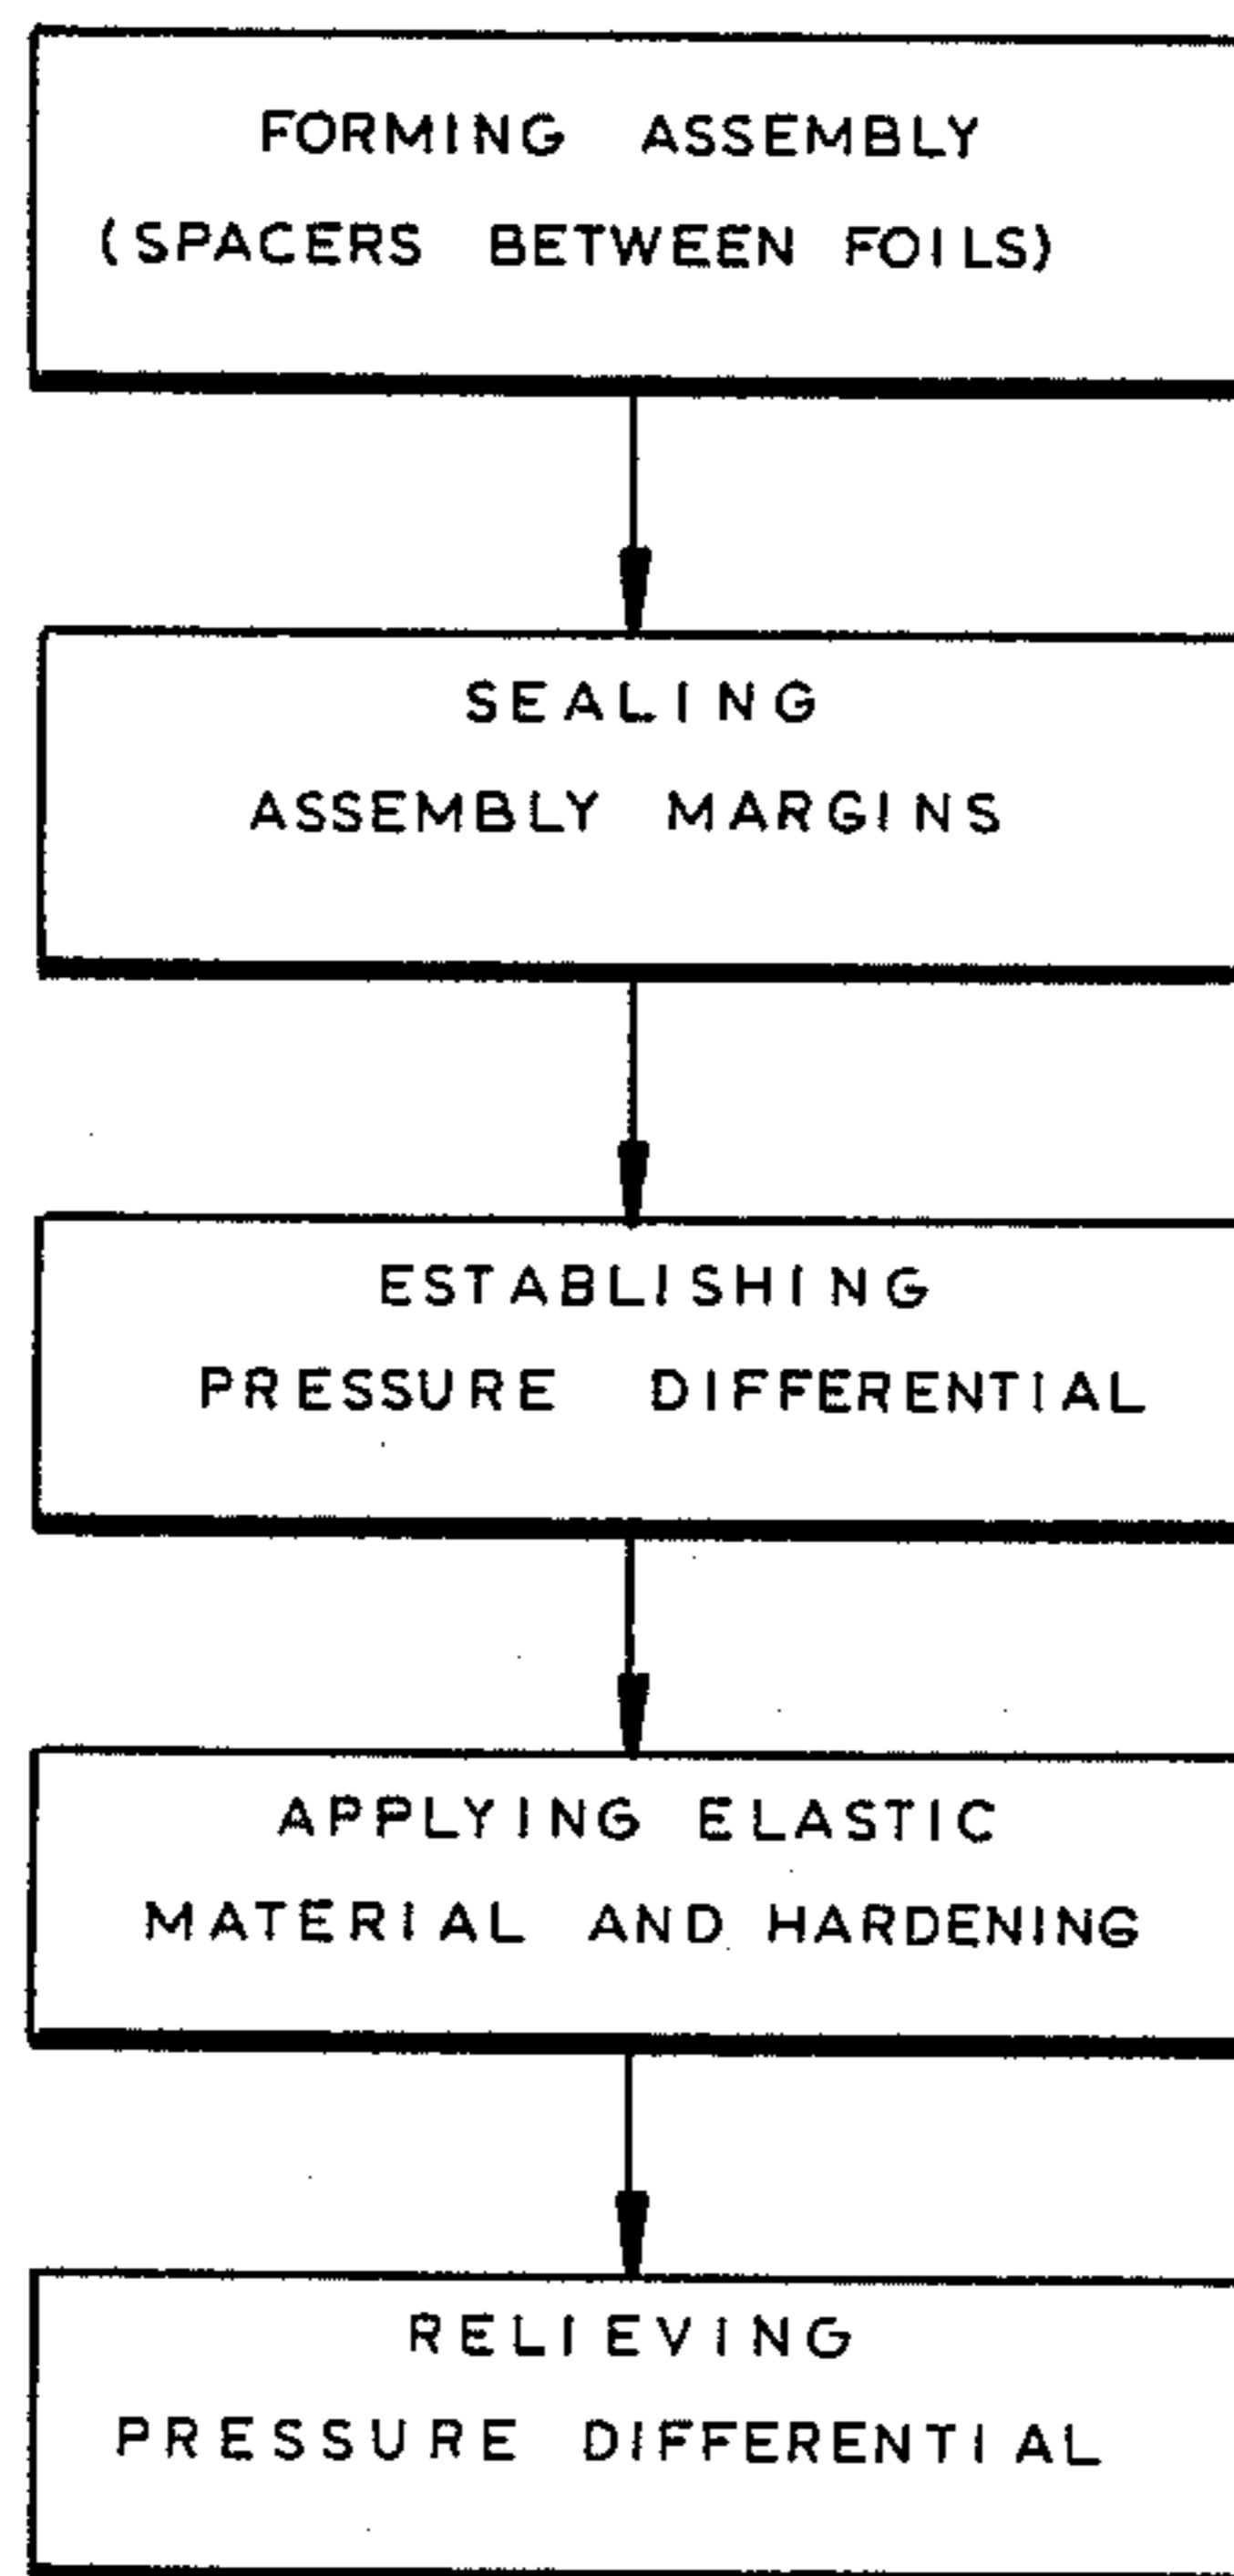 FORMING ASSEMBLY
(SPACERS BETWEEN FOILS)
SEALING
ASSEMBLY MARGINS
ESTABLISHING
PRESSURE DIFFERENTIAL
APPLYING ELASTIC
MATERIAL AND HARDENING
RELIEVING
PRESSURE DIFFERENTIAL